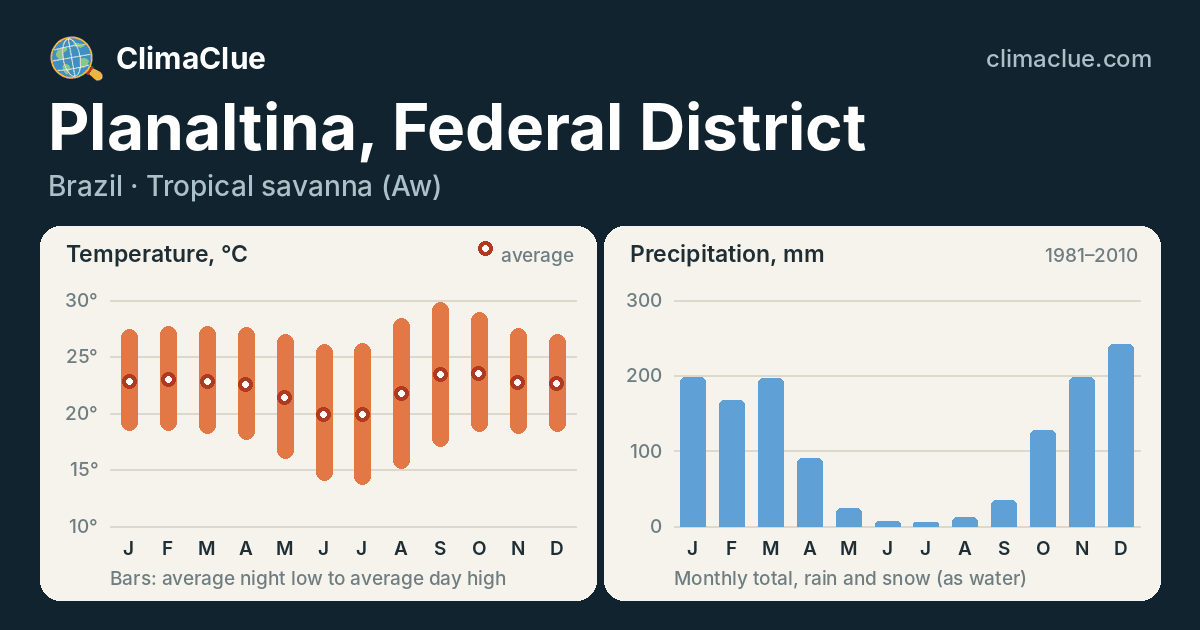 ClimaClue
climaclue.com
Planaltina, Federal District
Brazil · Tropical savanna (Aw)
Temperature, °C
average
30°
25°
20°
15°
10°
J F M A M J J A S O N D
Bars: average night low to average day high
Precipitation, mm
1981–2010
300
200
100
0
J F M A M J J A S O N D
Monthly total, rain and snow (as water)